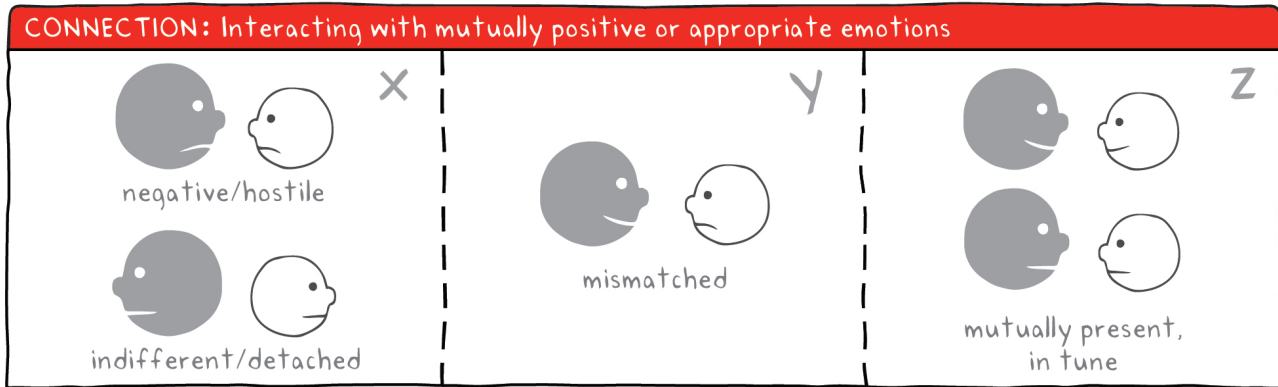 CONNECTION: Interacting with mutually positive or appropriate emotions
X
negative/hostile
indifferent/detached
Y
mismatched
Z
mutually present,
in tune